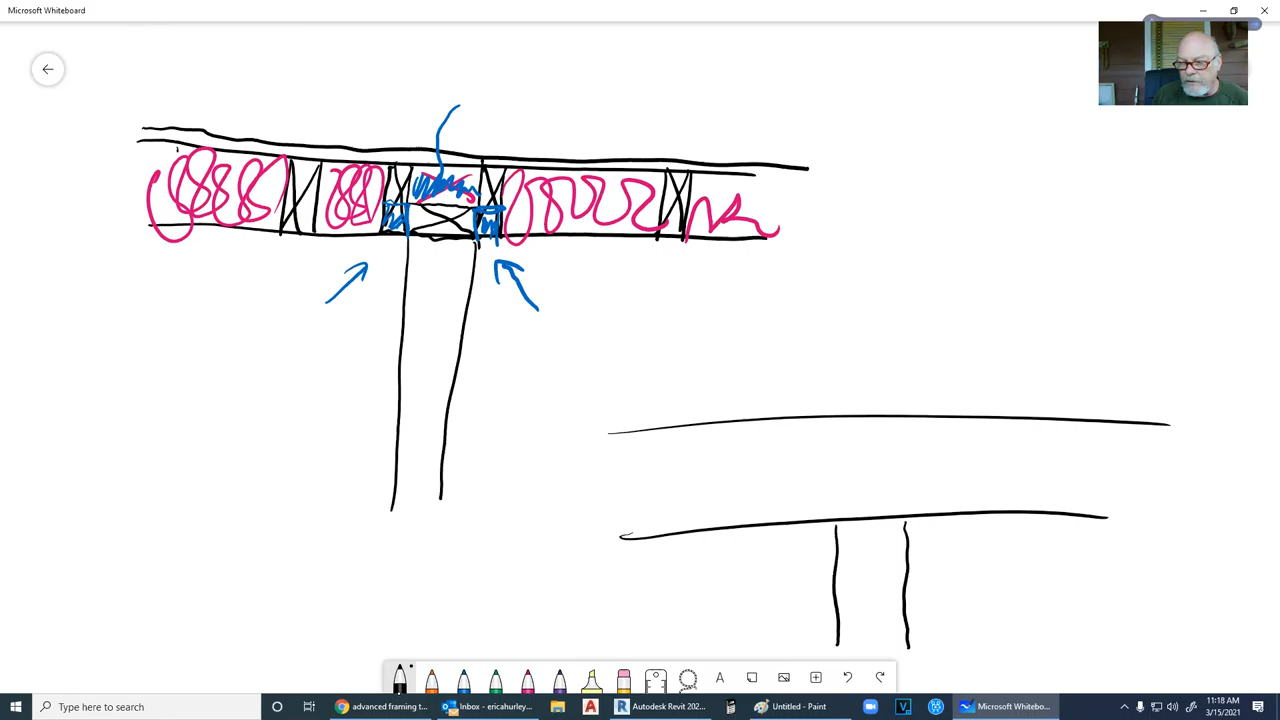 Microsoft Whiteboard
A
Type here to search
advanced framing t...
Inbox - ericahurley...
A
R
Autodesk Revit 202...
Untitled - Paint
V
Microsoft Whitebo...
11:18 AM
3/15/2021